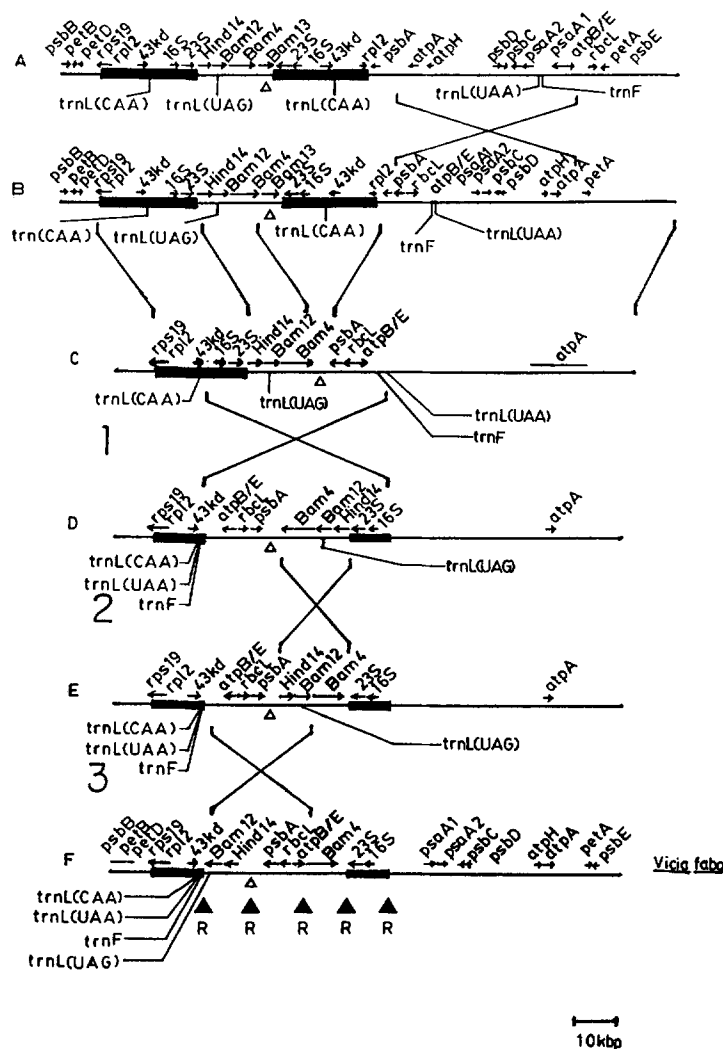 psbB petB petD rps19 rpl2 43kd 16S 23S Hind14 Bam12 Bam4 Bam13 23S 16S 43kd rpl2 psbA atpA atpH psbD psbC psaA2 psaA1 atpB/E rbcL petA psbE
A
trnL(CAA) trnL(UAG) trnL(CAA) trnL(UAA) trnF
psbB petB petD rps19 rpl2 43kd 16S 23S Hind14 Bam12 Bam4 Bam13 23S 16S 43kd rpl2 psbA rbcL atpB/E psaA1 psaA2 psbC psbD atpH atpA petA
B
trn(CAA) trnL(UAG) trnL(CAA) trnF trnL(UAA)
rps19 rpl2 43kd 16S 23S Hind14 Bam12 Bam4 psbA rbcL atpB/E atpA
C
trnL(CAA) trnL(UAG) trnL(UAA)
trnF
1
rps19 rpl2 43kd atpB/E rbcL psbA Bam4 Bam12 Hind14 23S 16S atpA
D
trnL(CAA) trnL(UAG)
trnL(UAA)
trnF
2
rps19 rpl2 43kd atpB/E rbcL psbA Hind14 Bam12 Bam4 23S 16S atpA
E
trnL(CAA)
trnL(UAA) trnL(UAG)
trnF
3
psbB petB petD rps19 rpl2 43kd Bam12 Hind14 psbA rbcL atpB/E Bam4 23S 16S psaA1 psaA2 psbC psbD atpH atpA petA psbE
F Vicia faba
trnL(CAA)
trnL(UAA)
trnF
trnL(UAG)
R R R R R
10kbp